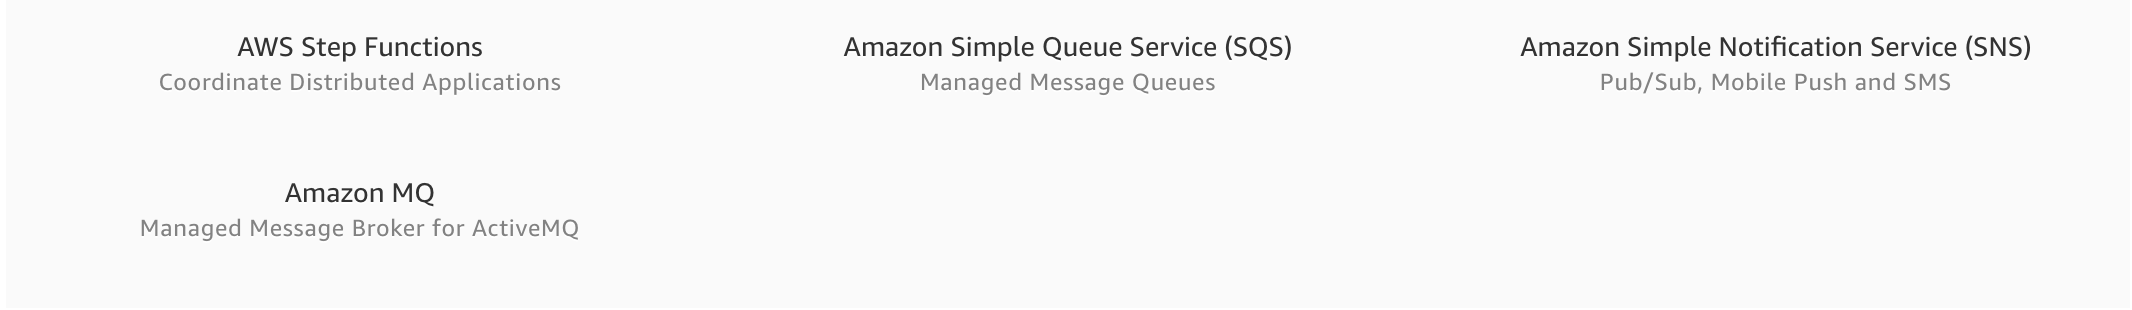 AWS Step Functions
Coordinate Distributed Applications
Amazon Simple Queue Service (SQS)
Managed Message Queues
Amazon Simple Notification Service (SNS)
Pub/Sub, Mobile Push and SMS
Amazon MQ
Managed Message Broker for ActiveMQ